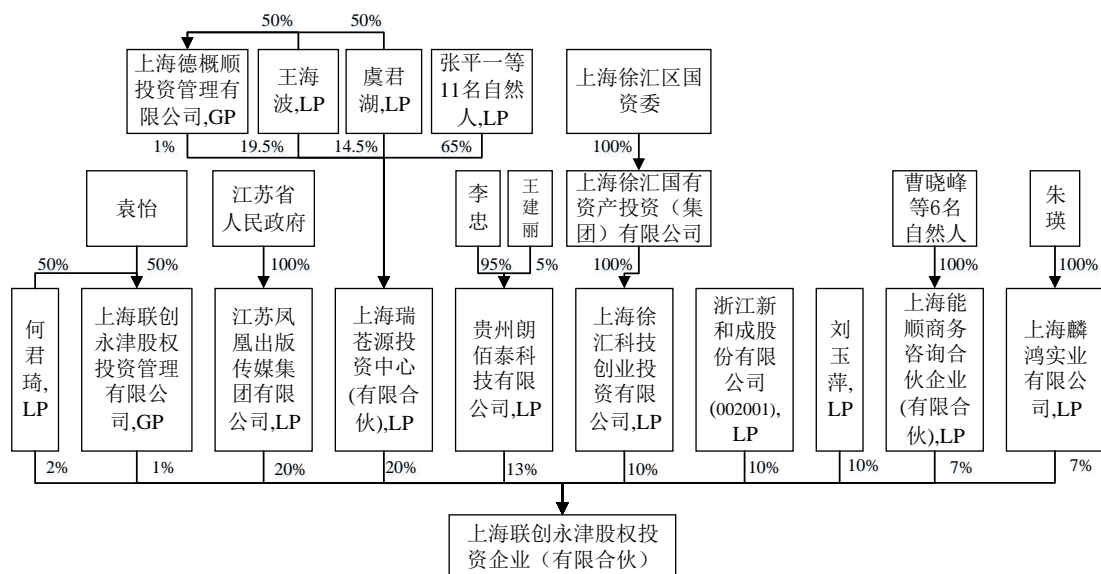 50%
50%
上海德概顺
投资管理有
限公司,GP
王海
波,LP
虞君
湖,LP
张平一等
11名自然
人,LP
上海徐汇区国
资委
1%
19.5%
14.5%
65%
100%
袁怡
江苏省
人民政府
李
忠
王
建
丽
上海徐汇国有
资产投资（集
团）有限公司
曹晓峰
等6名
自然人
朱
瑛
50%
50%
100%
95%
5%
100%
100%
100%
何
君
琦,
LP
上海联创
永津股权
投资管理
有限公
司,GP
江苏凤
凰出版
传媒集
团有限
公司,LP
上海瑞
苍源投
资中心
(有限合
伙),LP
贵州朗
佰泰科
技有限
公司,LP
上海徐
汇科技
创业投
资有限
公司,LP
浙江新
和成股
份有限
公司
(002001),
LP
刘
玉
萍,
LP
上海能
顺商务
咨询合
伙企业
(有限合
伙),LP
上海麟
鸿实业
有限公
司,LP
2%
1%
20%
20%
13%
10%
10%
10%
7%
7%
上海联创永津股权投
资企业（有限合伙）